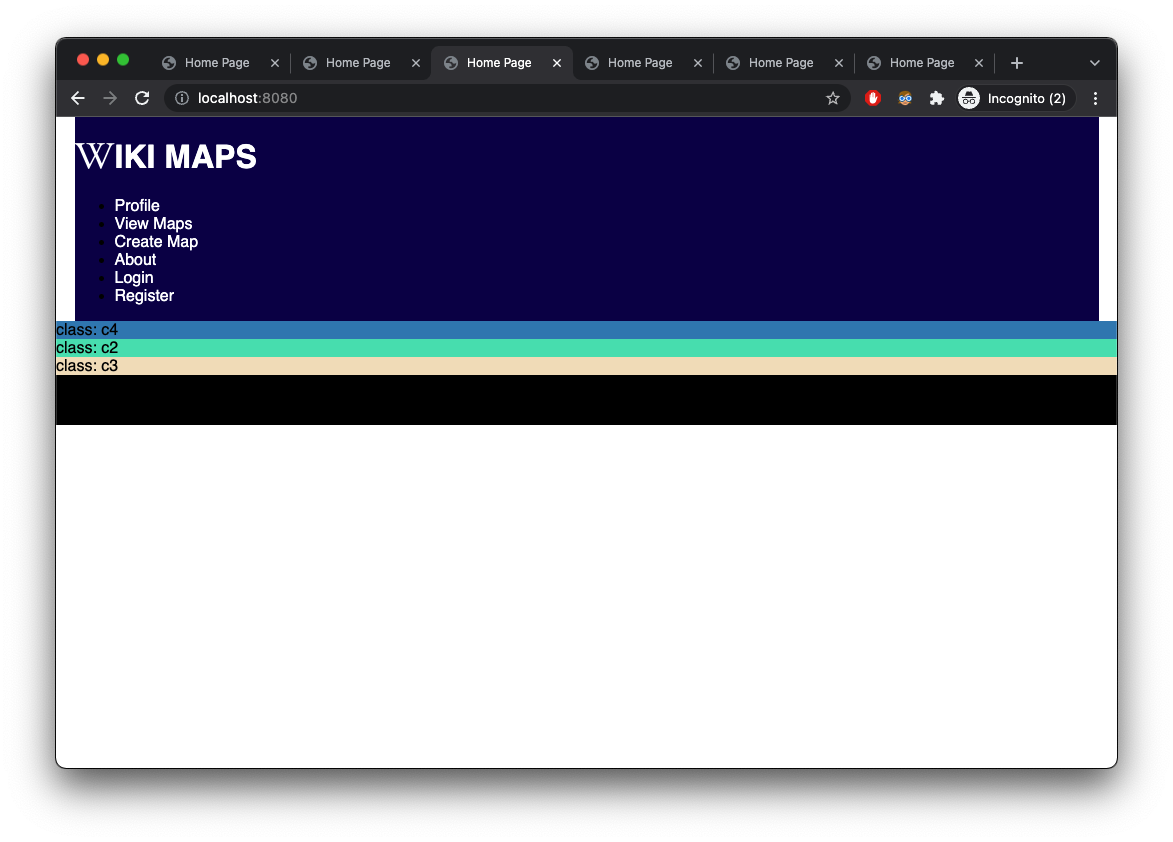 Home Page Home Page Home Page Home Page Home Page Home Page
localhost:8080 Incognito (2)
WIKI MAPS
Profile
View Maps
Create Map
About
Login
Register
class: c4
class: c2
class: c3